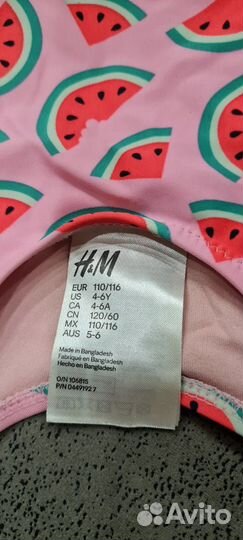 H&M
EUR 110/116
US 4-6Y
CA 4-6A
CN 120/60
MX 110/116
AUS 5-6
Made in Bangladesh
Fabriqué en Bangladesh
Hecho en Bangladesh
O/N 106815
P/N 0449192 7
Avito